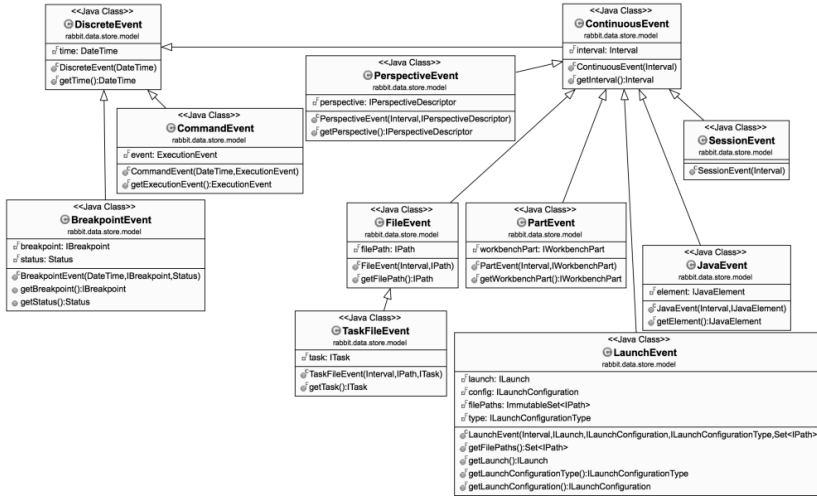 <<Java Class>>
DiscreteEvent
rabbit.data.store.model
time: DateTime
DiscreteEvent(DateTime)
getTime():DateTime
<<Java Class>>
ContinuousEvent
rabbit.data.store.model
interval: Interval
ContinuousEvent(Interval)
getInterval():Interval
<<Java Class>>
PerspectiveEvent
rabbit.data.store.model
perspective: IPerspectiveDescriptor
PerspectiveEvent(Interval,IPerspectiveDescriptor)
getPerspective():IPerspectiveDescriptor
<<Java Class>>
CommandEvent
rabbit.data.store.model
event: ExecutionEvent
CommandEvent(DateTime,ExecutionEvent)
getExecutionEvent():ExecutionEvent
<<Java Class>>
SessionEvent
rabbit.data.store.model
SessionEvent(Interval)
<<Java Class>>
BreakpointEvent
rabbit.data.store.model
breakpoint: IBreakpoint
status: Status
BreakpointEvent(DateTime,IBreakpoint,Status)
getBreakpoint():IBreakpoint
getStatus():Status
<<Java Class>>
FileEvent
rabbit.data.store.model
filePath: IPath
FileEvent(Interval,IPath)
getFilePath():IPath
<<Java Class>>
PartEvent
rabbit.data.store.model
workbenchPart: IWorkbenchPart
PartEvent(Interval,IWorkbenchPart)
getWorkbenchPart():IWorkbenchPart
<<Java Class>>
JavaEvent
rabbit.data.store.model
element: IJavaElement
JavaEvent(Interval,IJavaElement)
getElement():IJavaElement
<<Java Class>>
TaskFileEvent
rabbit.data.store.model
task: ITask
TaskFileEvent(Interval,IPath,ITask)
getTask():ITask
<<Java Class>>
LaunchEvent
rabbit.data.store.model
launch: ILaunch
config: ILaunchConfiguration
filePaths: ImmutableSet<IPath>
type: ILaunchConfigurationType
LaunchEvent(Interval,ILaunch,ILaunchConfiguration,ILaunchConfigurationType,Set<IPath>)
getFilePaths():Set<IPath>
getLaunch():ILaunch
getLaunchConfigurationType():ILaunchConfigurationType
getLaunchConfiguration():ILaunchConfiguration